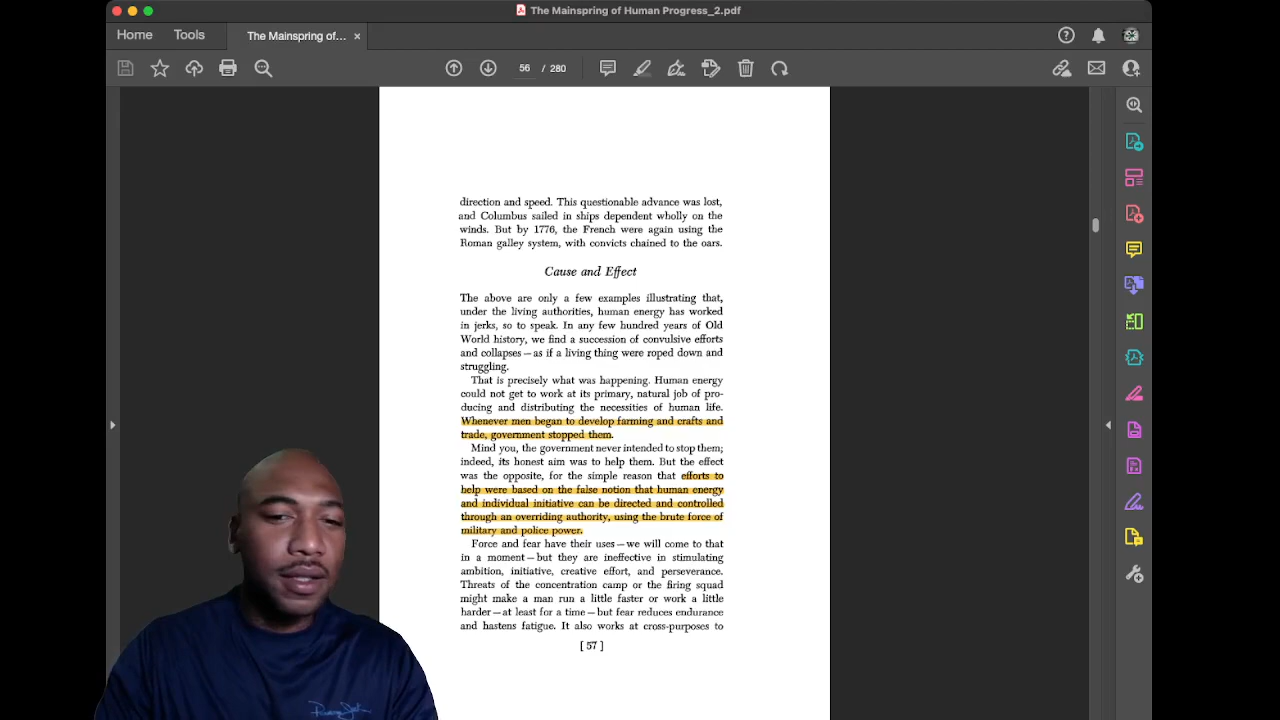 The Mainspring of Human Progress_2.pdf
Home Tools The Mainspring of... ×
56 / 280
direction and speed. This questionable advance was lost,
and Columbus sailed in ships dependent wholly on the
winds. But by 1776, the French were again using the
Roman galley system, with convicts chained to the oars.
Cause and Effect
The above are only a few examples illustrating that,
under the living authorities, human energy has worked
in jerks, so to speak. In any few hundred years of Old
World history, we find a succession of convulsive efforts
and collapses—as if a living thing were roped down and
struggling.
That is precisely what was happening. Human energy
could not get to work at its primary, natural job of pro-
ducing and distributing the necessities of human life.
Whenever men began to develop farming and crafts and
trade, government stopped them.
Mind you, the government never intended to stop them;
indeed, its honest aim was to help them. But the effect
was the opposite, for the simple reason that efforts to
help were based on the false notion that human energy
and individual initiative can be directed and controlled
through an overriding authority, using the brute force of
military and police power.
Force and fear have their uses—we will come to that
in a moment—but they are ineffective in stimulating
ambition, initiative, creative effort, and perseverance.
Threats of the concentration camp or the firing squad
might make a man run a little faster or work a little
harder—at least for a time—but fear reduces endurance
and hastens fatigue. It also works at cross-purposes to
[ 57 ]